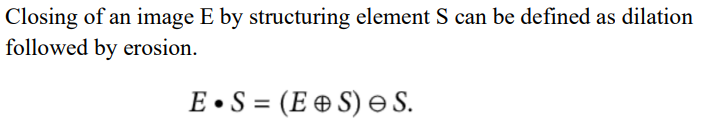 Closing of an image E by structuring element S can be defined as dilation
followed by erosion.
E • S = (E ⊕ S) ⊖ S.